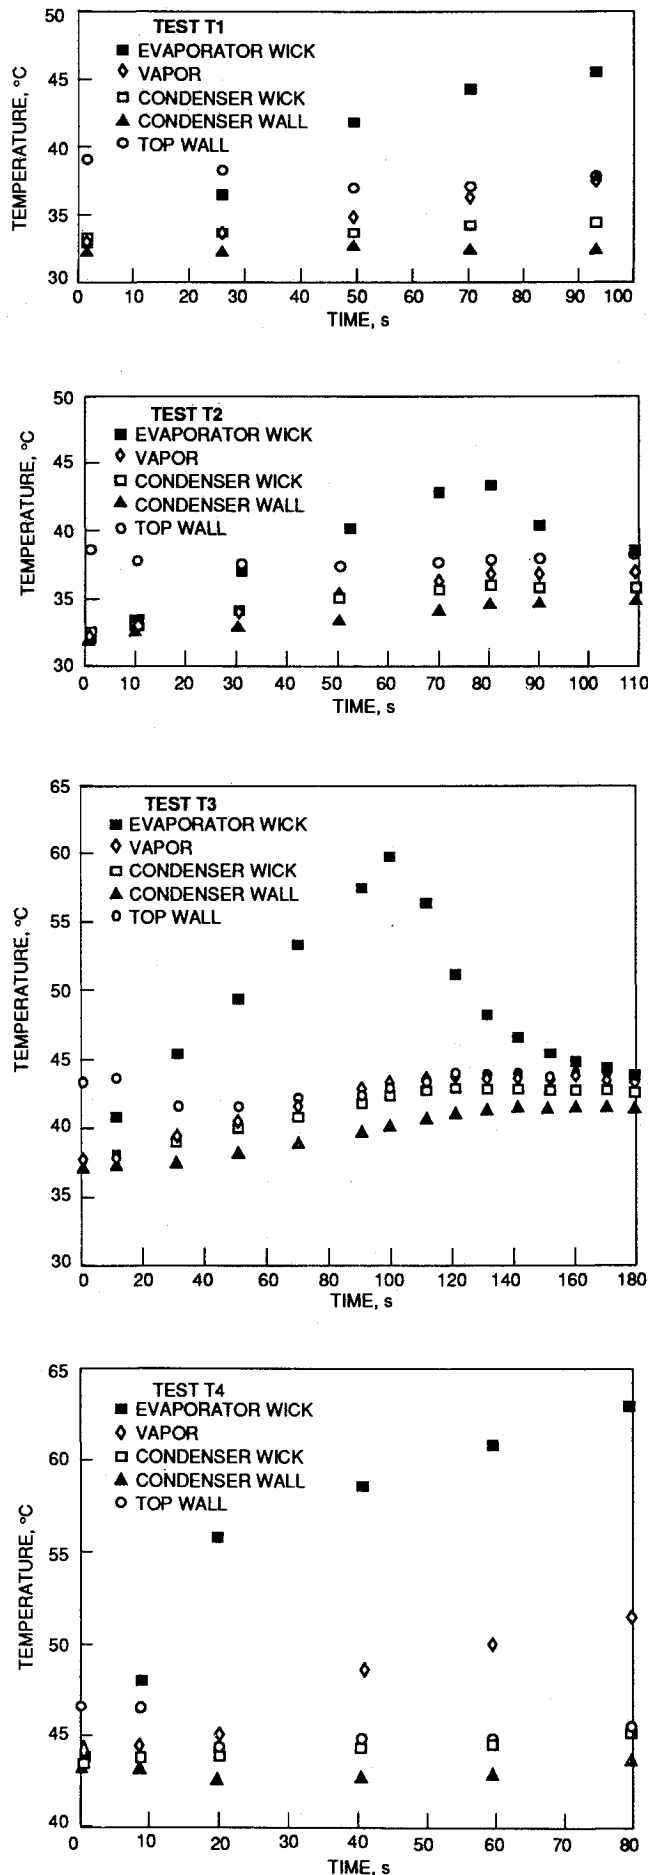 TEST T1
EVAPORATOR WICK
VAPOR
CONDENSER WICK
CONDENSER WALL
TOP WALL
TEMPERATURE, °C
50
45
40
35
30
0 10 20 30 40 50 60 70 80 90 100
TIME, s
TEST T2
EVAPORATOR WICK
VAPOR
CONDENSER WICK
CONDENSER WALL
TOP WALL
TEMPERATURE, °C
50
45
40
35
30
0 10 20 30 40 50 60 70 80 90 100 110
TIME, s
TEST T3
EVAPORATOR WICK
VAPOR
CONDENSER WICK
CONDENSER WALL
TOP WALL
TEMPERATURE, °C
65
60
55
50
45
40
35
30
0 20 40 60 80 100 120 140 160 180
TIME, s
TEST T4
EVAPORATOR WICK
VAPOR
CONDENSER WICK
CONDENSER WALL
TOP WALL
TEMPERATURE, °C
65
60
55
50
45
40
0 10 20 30 40 50 60 70 80
TIME, s